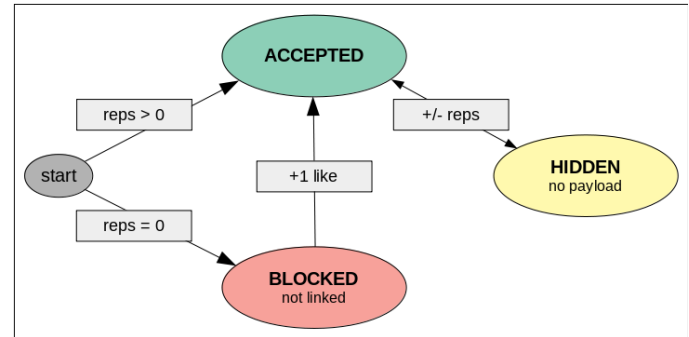 ACCEPTED
reps > 0
+/- reps
start
+1 like
HIDDEN
no payload
reps = 0
BLOCKED
not linked